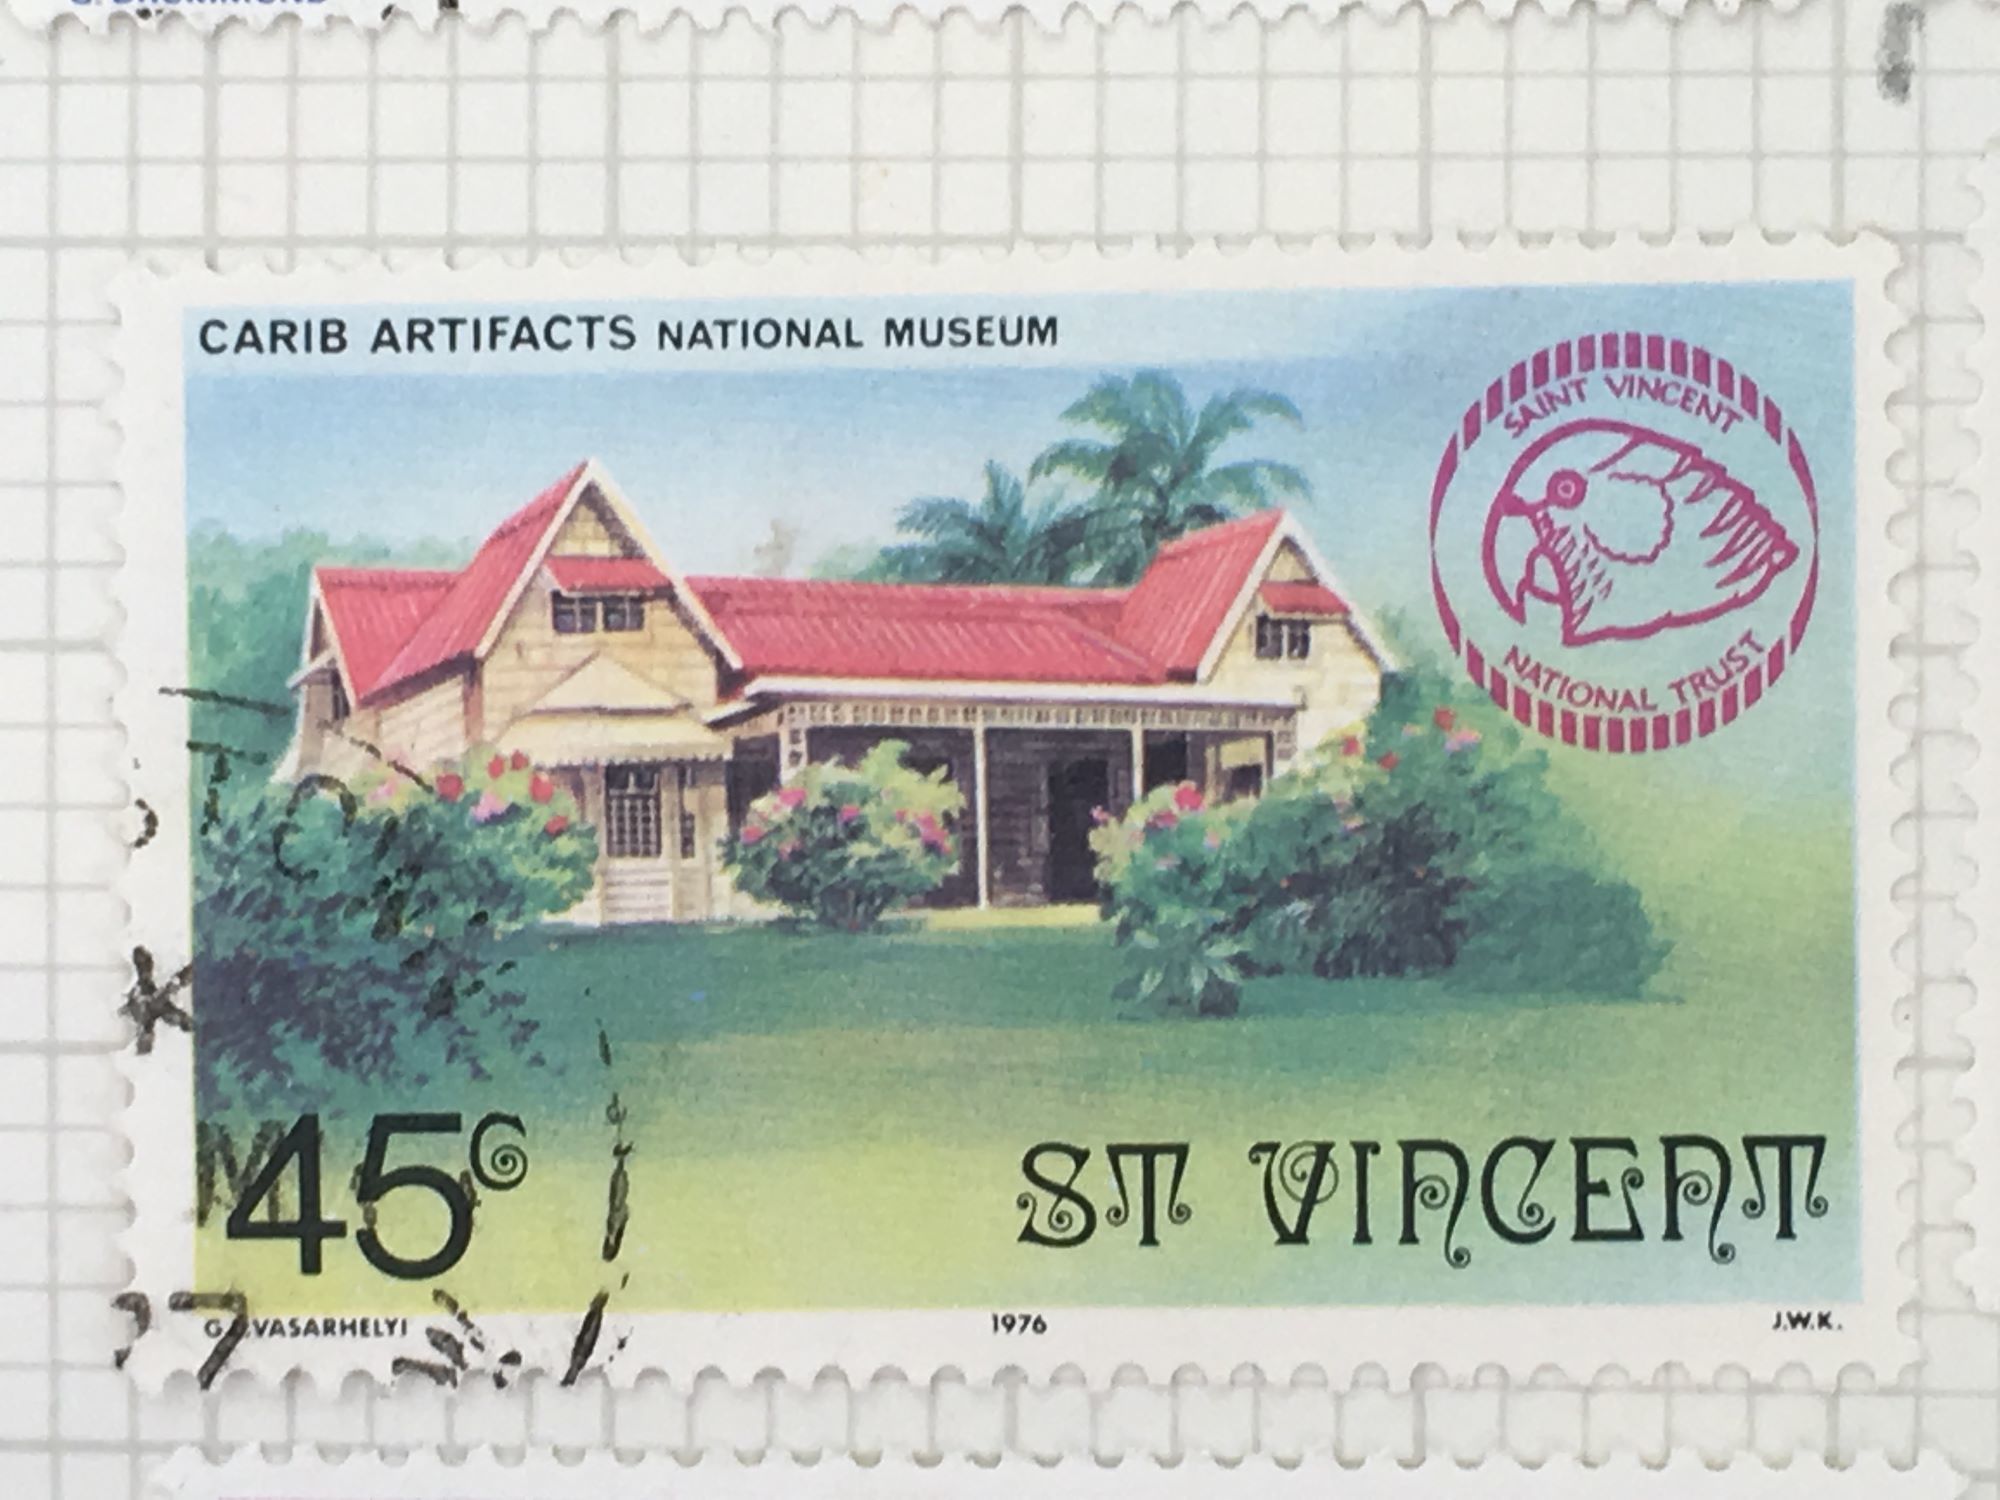 CARIB ARTIFACTS NATIONAL MUSEUM
SAINT VINCENT
NATIONAL TRUST
45c
ST VINCENT
VASARHELYI
1976
J.W.K.